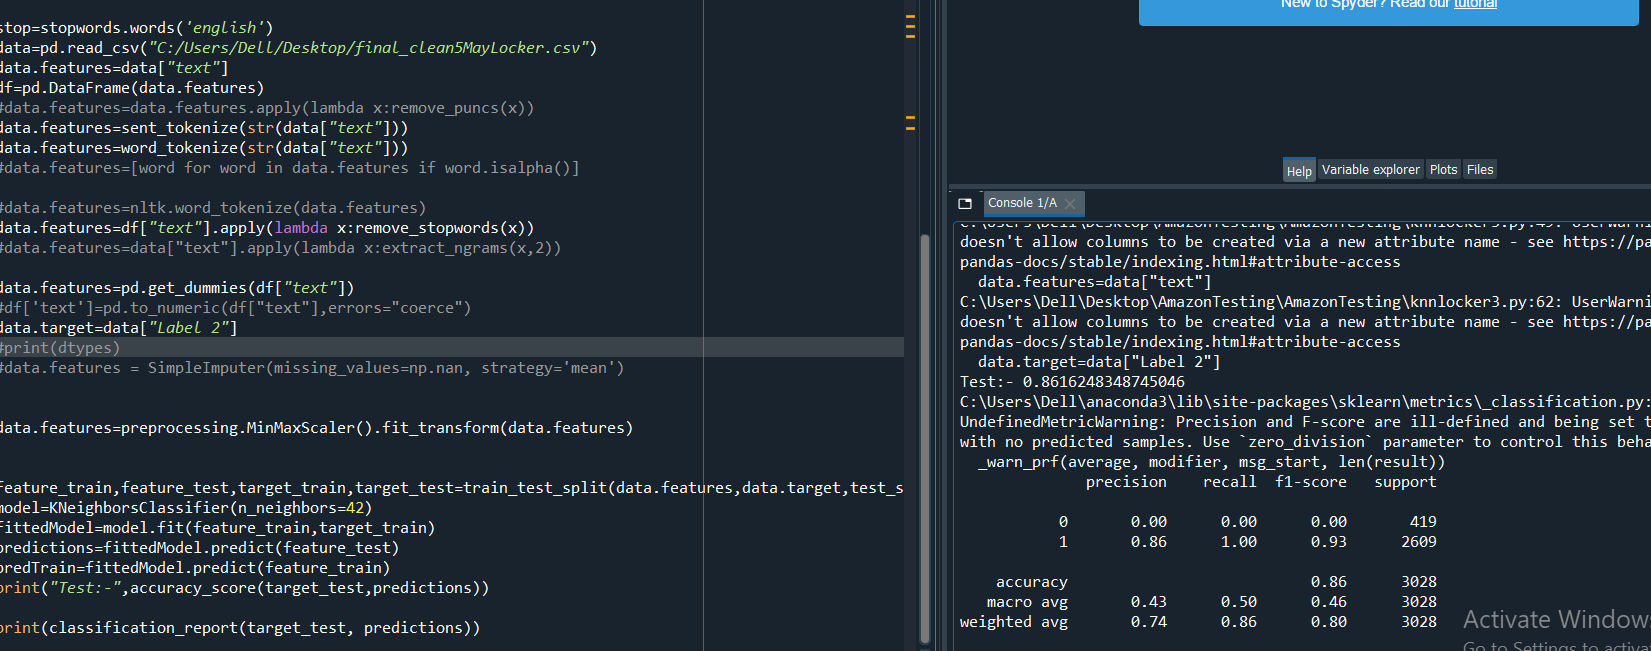 stop=stopwords.words('english')
data=pd.read_csv("C:/Users/Dell/Desktop/final_clean5MayLocker.csv")
data.features=data["text"]
df=pd.DataFrame(data.features)
#data.features=data.features.apply(lambda x:remove_puncs(x))
data.features=sent_tokenize(str(data["text"]))
data.features=word_tokenize(str(data["text"]))
#data.features=[word for word in data.features if word.isalpha()]
#data.features=nltk.word_tokenize(data.features)
data.features=df["text"].apply(lambda x:remove_stopwords(x))
#data.features=data["text"].apply(lambda x:extract_ngrams(x,2))
data.features=pd.get_dummies(df["text"])
#df['text']=pd.to_numeric(df["text"],errors="coerce")
data.target=data["Label 2"]
#print(dtypes)
#data.features = SimpleImputer(missing_values=np.nan, strategy='mean')
data.features=preprocessing.MinMaxScaler().fit_transform(data.features)
feature_train,feature_test,target_train,target_test=train_test_split(data.features,data.target,test_s
model=KNeighborsClassifier(n_neighbors=42)
fittedModel=model.fit(feature_train,target_train)
predictions=fittedModel.predict(feature_test)
predTrain=fittedModel.predict(feature_train)
print("Test:-",accuracy_score(target_test,predictions))
print(classification_report(target_test, predictions))
New to Spyder? Read our tutorial
Help Variable explorer Plots Files
Console 1/A
C:\Users\Dell\Desktop\AmazonTesting\AmazonTesting\knnlocker3.py:49: UserWarni
doesn't allow columns to be created via a new attribute name - see https://pa
pandas-docs/stable/indexing.html#attribute-access
data.features=data["text"]
C:\Users\Dell\Desktop\AmazonTesting\AmazonTesting\knnlocker3.py:62: UserWarni
doesn't allow columns to be created via a new attribute name - see https://pa
pandas-docs/stable/indexing.html#attribute-access
data.target=data["Label 2"]
Test:- 0.8616248348745046
C:\Users\Dell\anaconda3\lib\site-packages\sklearn\metrics\_classification.py:
UndefinedMetricWarning: Precision and F-score are ill-defined and being set t
with no predicted samples. Use `zero_division` parameter to control this beha
_warn_prf(average, modifier, msg_start, len(result))
precision recall f1-score support
0 0.00 0.00 0.00 419
1 0.86 1.00 0.93 2609
accuracy 0.86 3028
macro avg 0.43 0.50 0.46 3028
weighted avg 0.74 0.86 0.80 3028
Activate Windows
Go to Settings to activa